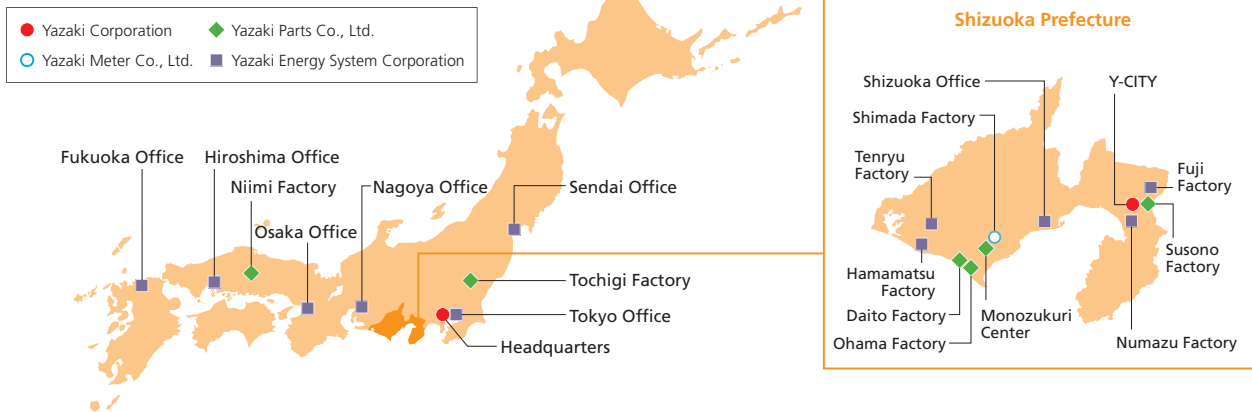 Yazaki Corporation
Yazaki Parts Co., Ltd.
Yazaki Meter Co., Ltd.
Yazaki Energy System Corporation
Fukuoka Office
Hiroshima Office
Niimi Factory
Osaka Office
Nagoya Office
Sendai Office
Tochigi Factory
Tokyo Office
Headquarters
Shizuoka Prefecture
Shizuoka Office
Y-CITY
Shimada Factory
Tenryu
Factory
Fuji
Factory
Susono
Factory
Hamamatsu
Factory
Daito Factory
Ohama Factory
Monozukuri
Center
Numazu Factory